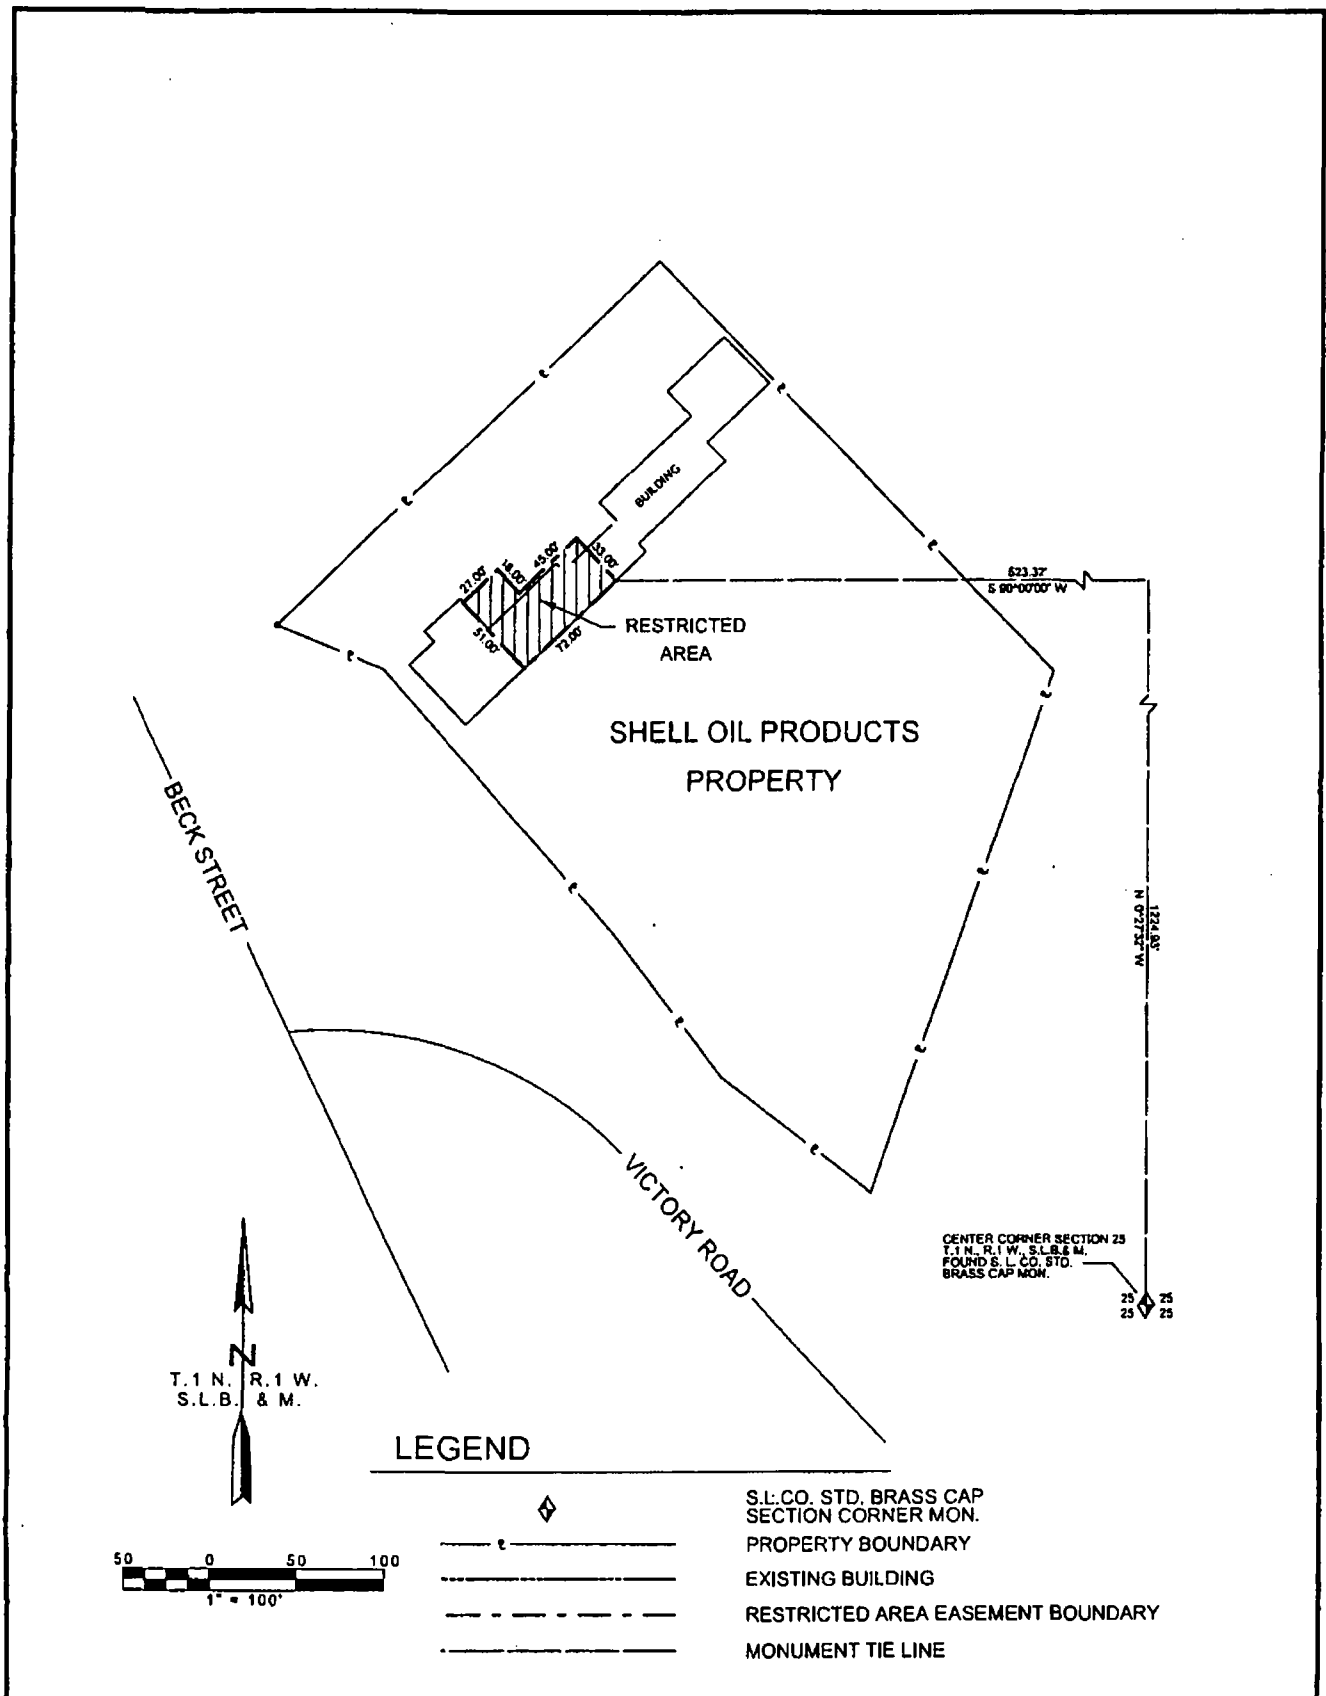 BUILDING
27.00'
18.00'
45.00'
33.00'
51.00'
72.00'
RESTRICTED
AREA
523.37'
S 90°00'00" W
SHELL OIL PRODUCTS
PROPERTY
BECK STREET
1224.93'
N 0°27'32" W
VICTORY ROAD
CENTER CORNER SECTION 25
T.1 N., R.1 W., S.L.B.& M.
FOUND S. L. CO. STD.
BRASS CAP MON.
25 25
25 25
N
T.1 N. R.1 W.
S.L.B. & M.
LEGEND
S.L.CO. STD. BRASS CAP
SECTION CORNER MON.
PROPERTY BOUNDARY
EXISTING BUILDING
RESTRICTED AREA EASEMENT BOUNDARY
MONUMENT TIE LINE
50 0 50 100
1" = 100'